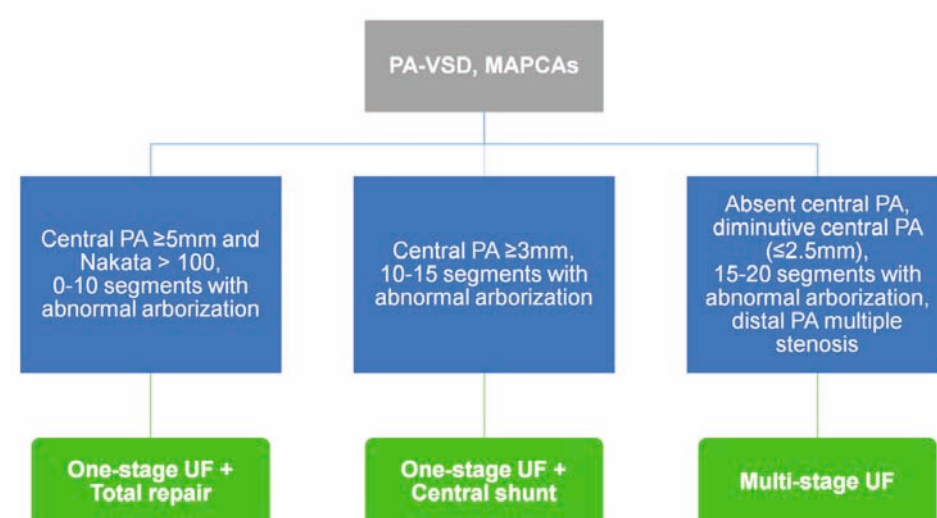 PA-VSD, MAPCAs
Central PA ≥5mm and
Nakata > 100,
0-10 segments with
abnormal arborization
Central PA ≥3mm,
10-15 segments with
abnormal arborization
Absent central PA,
diminutive central PA
(≤2.5mm),
15-20 segments with
abnormal arborization,
distal PA multiple
stenosis
One-stage UF +
Total repair
One-stage UF +
Central shunt
Multi-stage UF